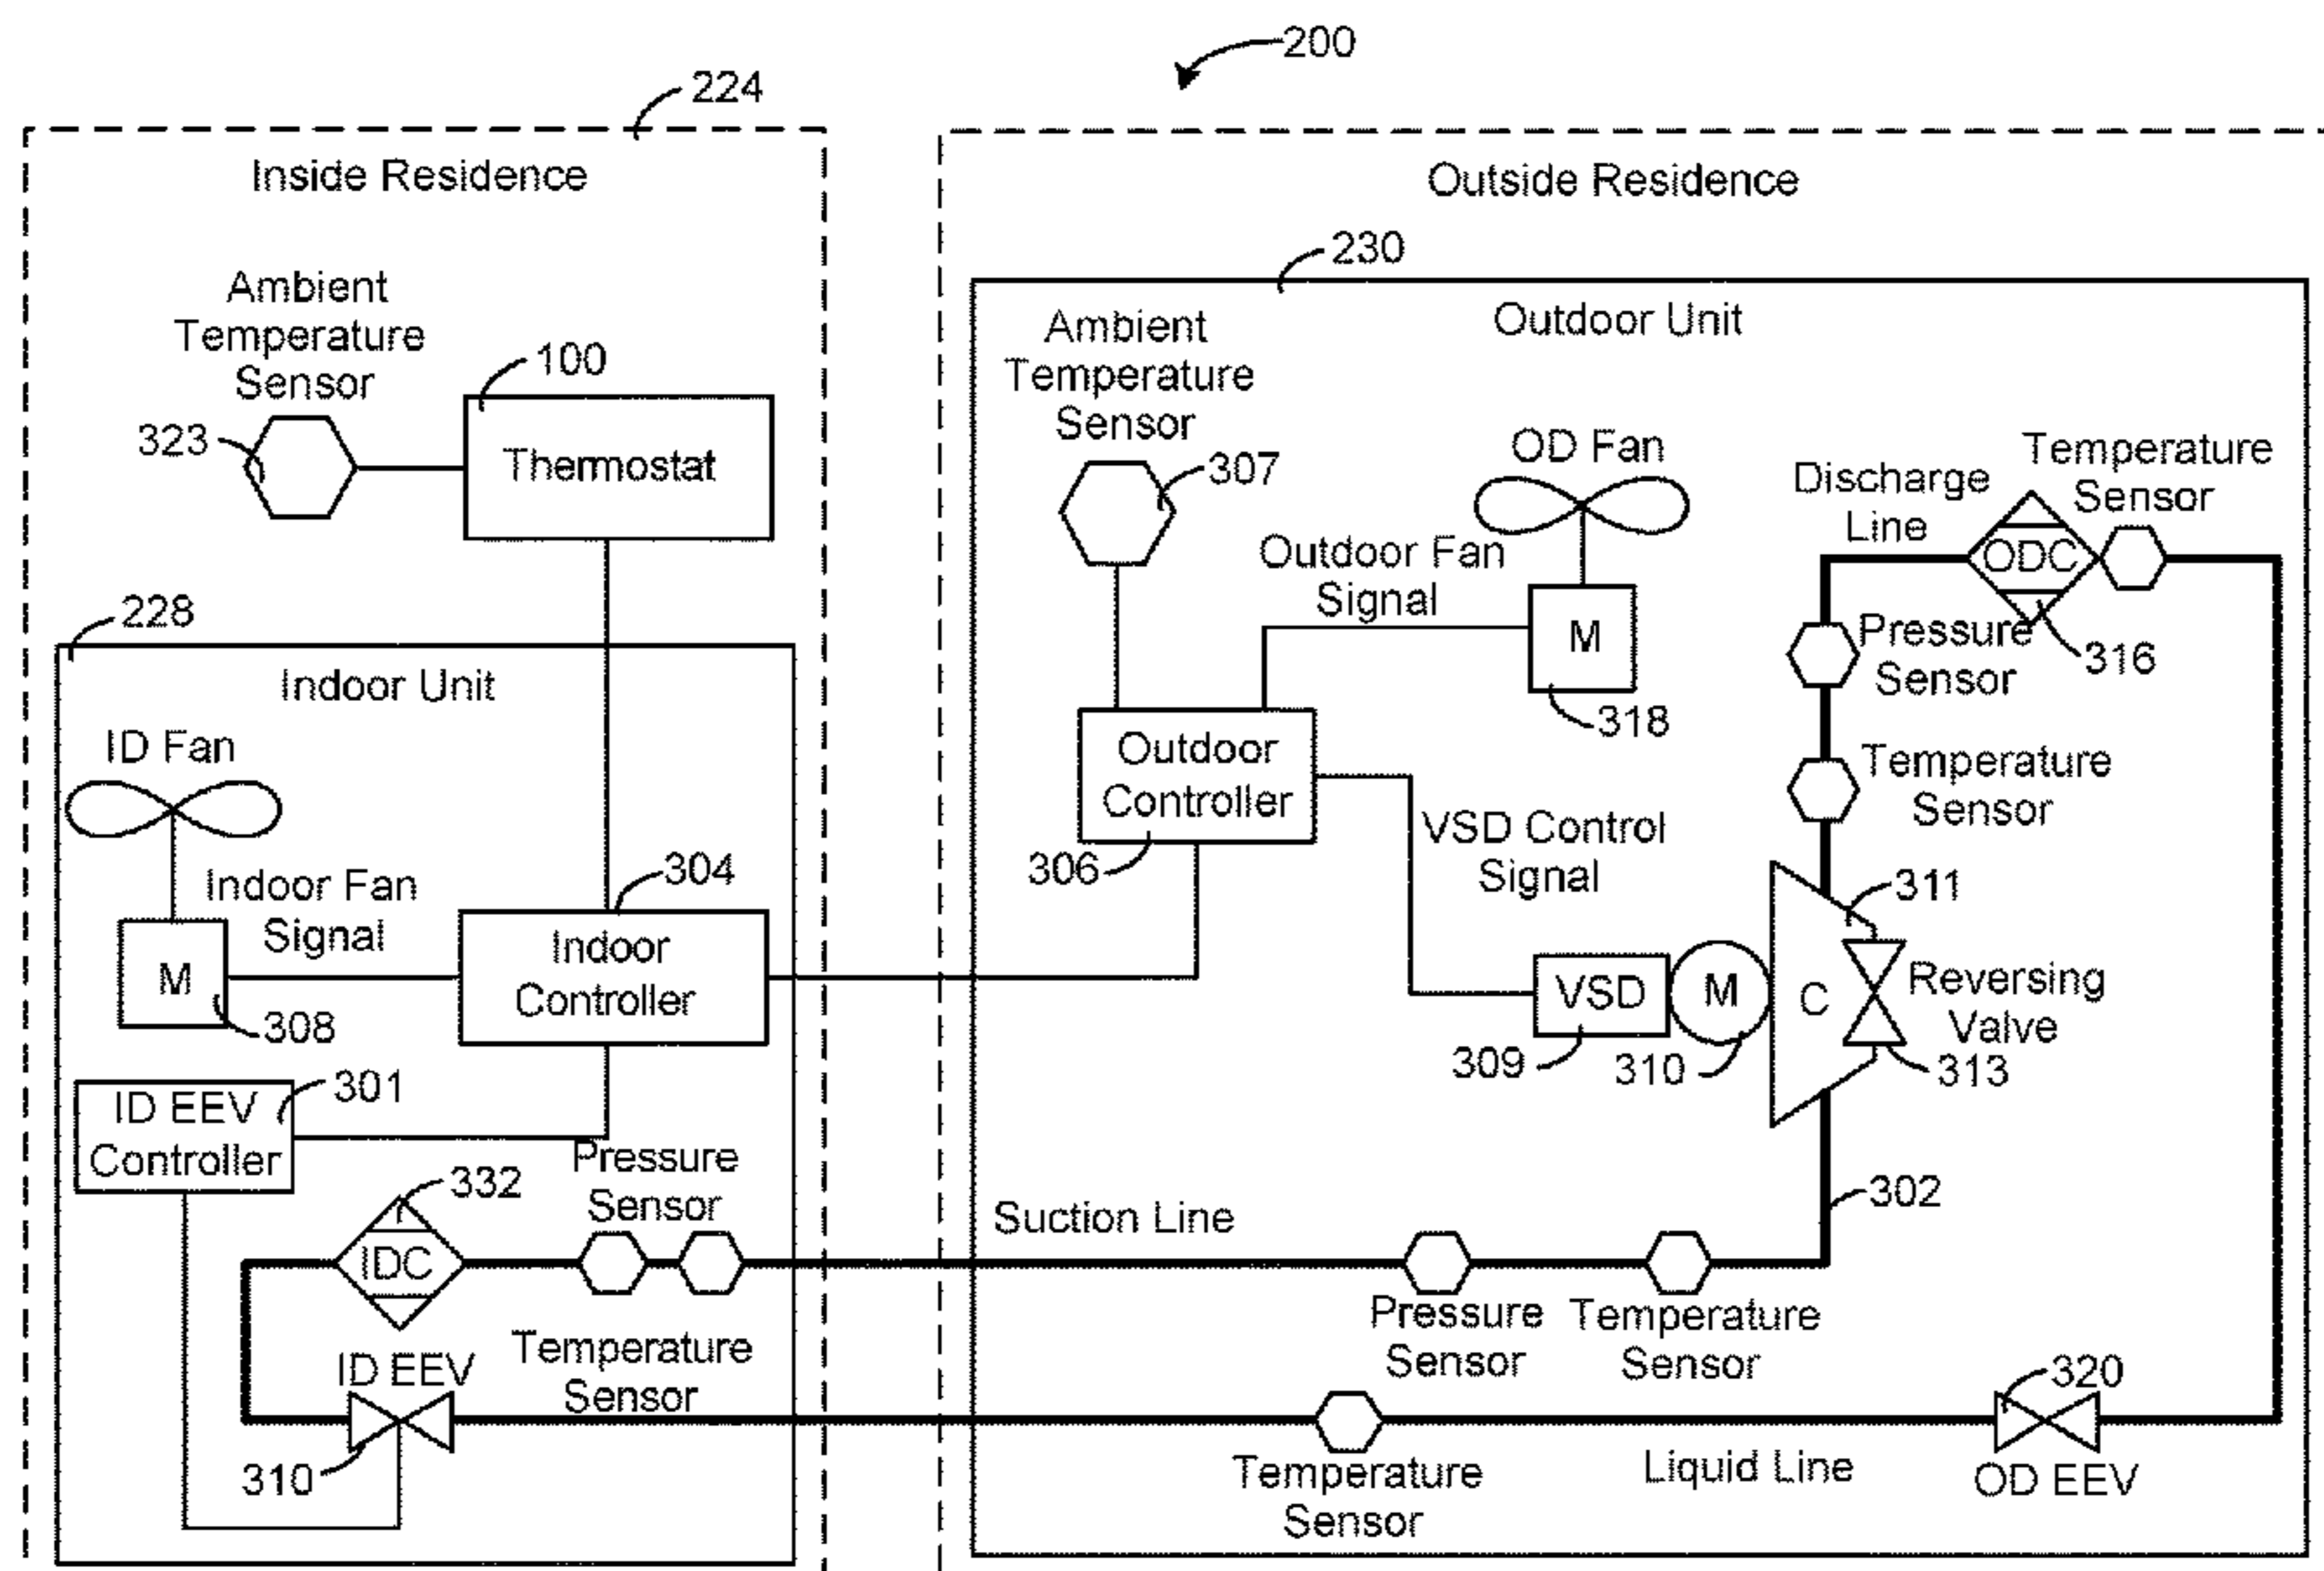 200
224
Inside Residence
Outside Residence
230
Ambient
Temperature
Sensor
323
100
Thermostat
228
Indoor Unit
ID Fan
Indoor Fan
Signal
M
308
304
Indoor
Controller
301
ID EEV
Controller
Pressure
Sensor
332
IDC
Temperature
Sensor
ID EEV
310
Outdoor Unit
Ambient
Temperature
Sensor
307
OD Fan
Outdoor Fan
Signal
M
318
Outdoor
Controller
306
VSD Control
Signal
VSD
309
M
310
C
311
Reversing
Valve
313
Discharge
Line
Temperature
Sensor
ODC
316
Pressure
Sensor
Temperature
Sensor
302
Suction Line
Pressure
Sensor
Temperature
Sensor
320
OD EEV
Liquid Line
Temperature
Sensor